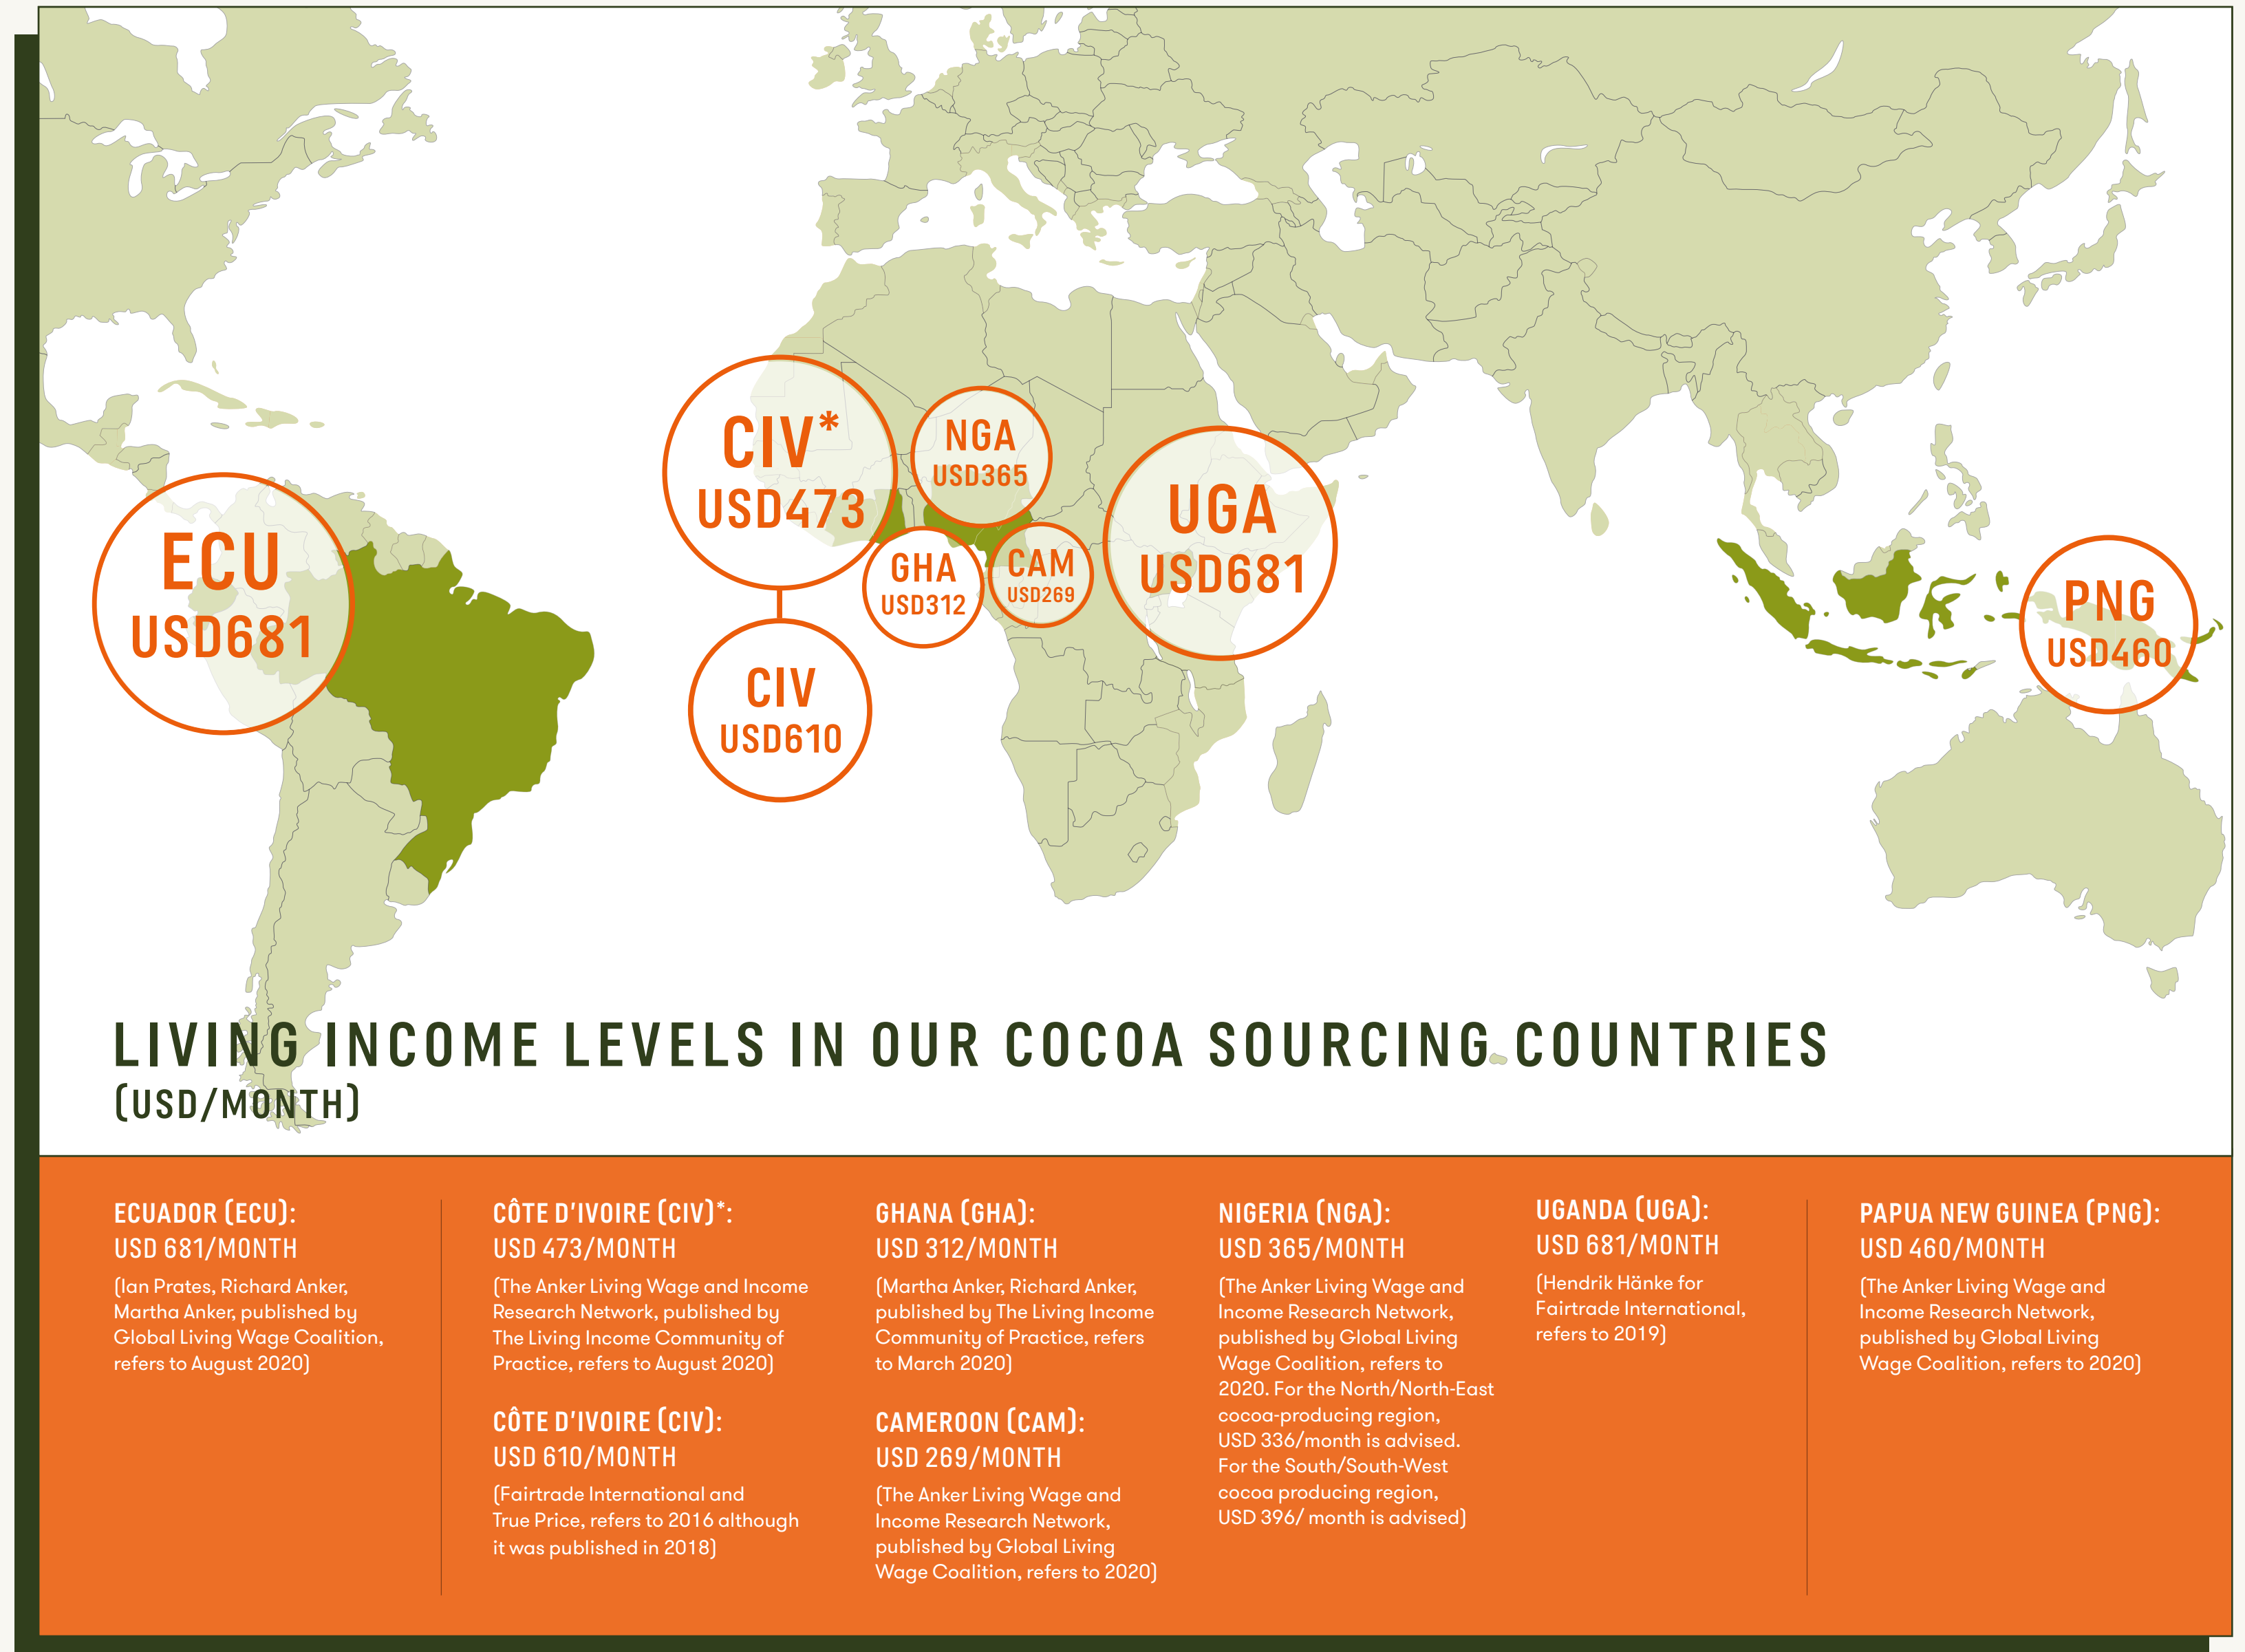 ECU
USD681
CIV*
USD473
CIV
USD610
NGA
USD365
GHA
USD312
CAM
USD269
UGA
USD681
PNG
USD460
LIVING INCOME LEVELS IN OUR COCOA SOURCING COUNTRIES
(USD/MONTH)
ECUADOR (ECU):
USD 681/MONTH
(Ian Prates, Richard Anker,
Martha Anker, published by
Global Living Wage Coalition,
refers to August 2020)
CÔTE D'IVOIRE (CIV)*:
USD 473/MONTH
(The Anker Living Wage and Income
Research Network, published by
The Living Income Community of
Practice, refers to August 2020)
CÔTE D'IVOIRE (CIV):
USD 610/MONTH
(Fairtrade International and
True Price, refers to 2016 although
it was published in 2018)
GHANA (GHA):
USD 312/MONTH
(Martha Anker, Richard Anker,
published by The Living Income
Community of Practice, refers
to March 2020)
CAMEROON (CAM):
USD 269/MONTH
(The Anker Living Wage and
Income Research Network,
published by Global Living
Wage Coalition, refers to 2020)
NIGERIA (NGA):
USD 365/MONTH
(The Anker Living Wage and
Income Research Network,
published by Global Living
Wage Coalition, refers to
2020. For the North/North-East
cocoa-producing region,
USD 336/month is advised.
For the South/South-West
cocoa producing region,
USD 396/ month is advised)
UGANDA (UGA):
USD 681/MONTH
(Hendrik Hänke for
Fairtrade International,
refers to 2019)
PAPUA NEW GUINEA (PNG):
USD 460/MONTH
(The Anker Living Wage and
Income Research Network,
published by Global Living
Wage Coalition, refers to 2020)